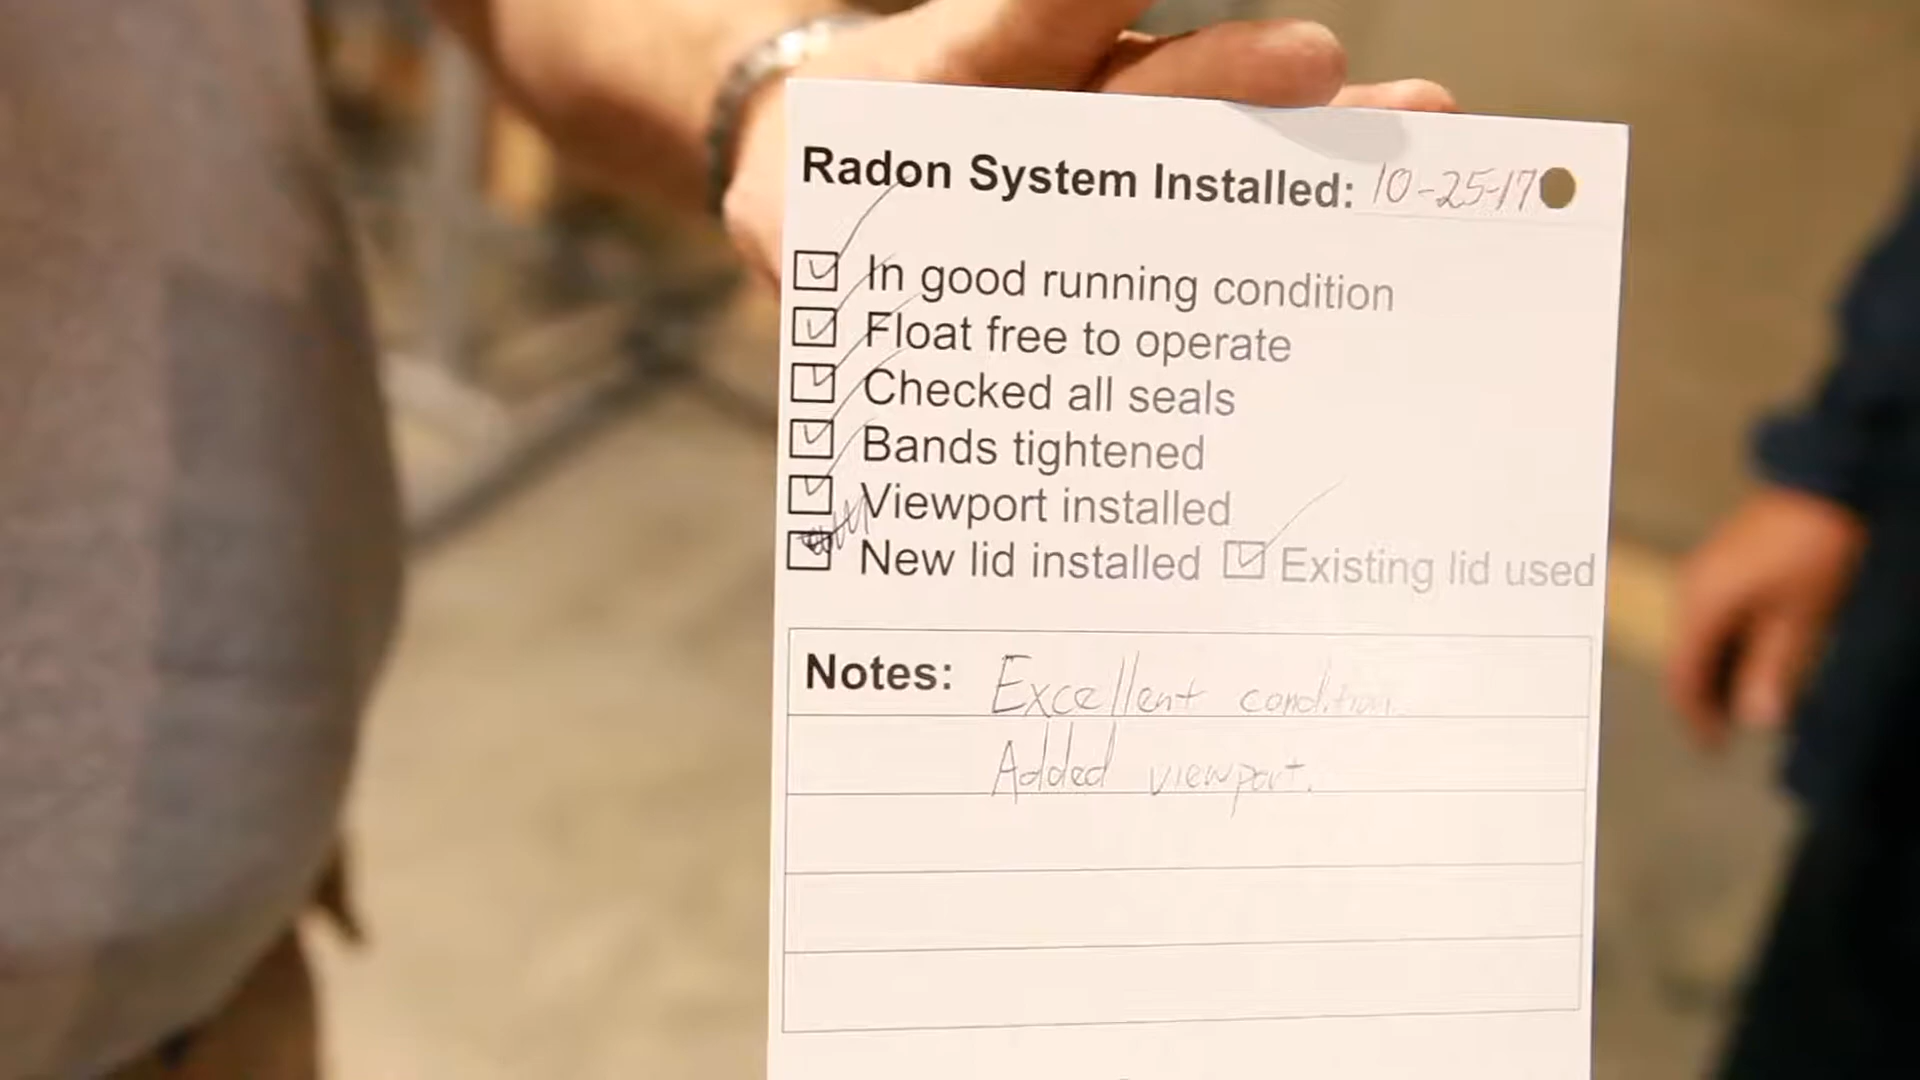 Radon System Installed: 10-25-17
☑ In good running condition
☑ Float free to operate
☑ Checked all seals
☑ Bands tightened
☑ Viewport installed
New lid installed ☑ Existing lid used
Notes: Excellent condition.
Added viewport.